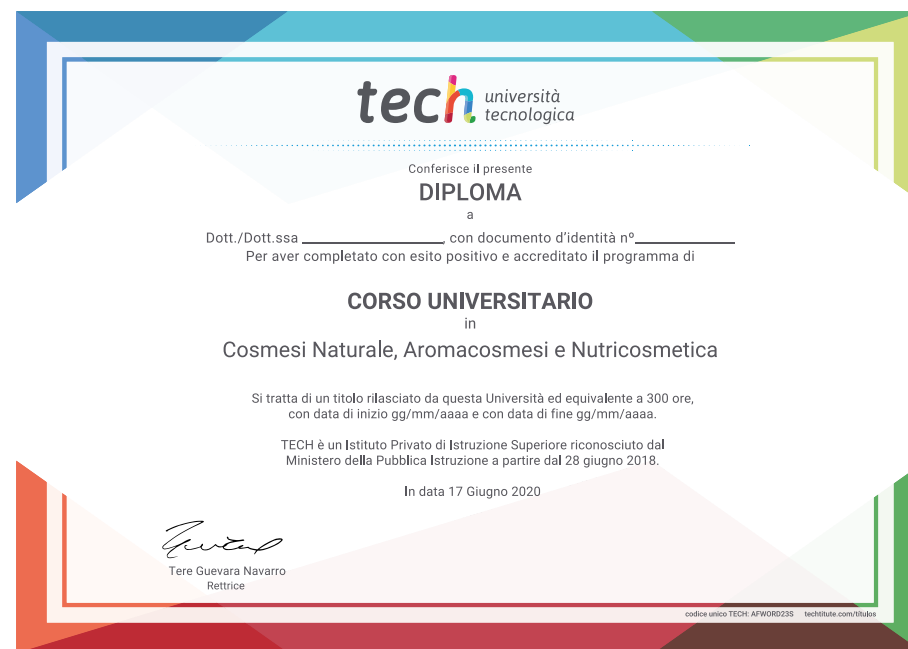 tech università
tecnologica
Conferisce il presente
DIPLOMA
a
Dott./Dott.ssa ____________________, con documento d'identità nº______________
Per aver completato con esito positivo e accreditato il programma di
CORSO UNIVERSITARIO
in
Cosmesi Naturale, Aromacosmesi e Nutricosmetica
Si tratta di un titolo rilasciato da questa Università ed equivalente a 300 ore,
con data di inizio gg/mm/aaaa e con data di fine gg/mm/aaaa.
TECH è un Istituto Privato di Istruzione Superiore riconosciuto dal
Ministero della Pubblica Istruzione a partire dal 28 giugno 2018.
In data 17 Giugno 2020
Tere Guevara Navarro
Rettrice
codice unico TECH: AFWORD23S techtitute.com/títulos